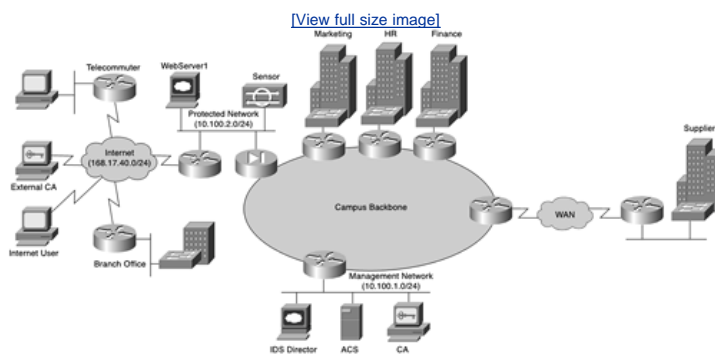 [View full size image]
Marketing
HR
Finance
Telecommuter
WebServer1
Sensor
Protected Network
(10.100.2.0/24)
Internet
(168.17.40.0/24)
External CA
Internet User
Branch Office
Campus Backbone
WAN
Supplier
Management Network
(10.100.1.0/24)
IDS Director
ACS
CA